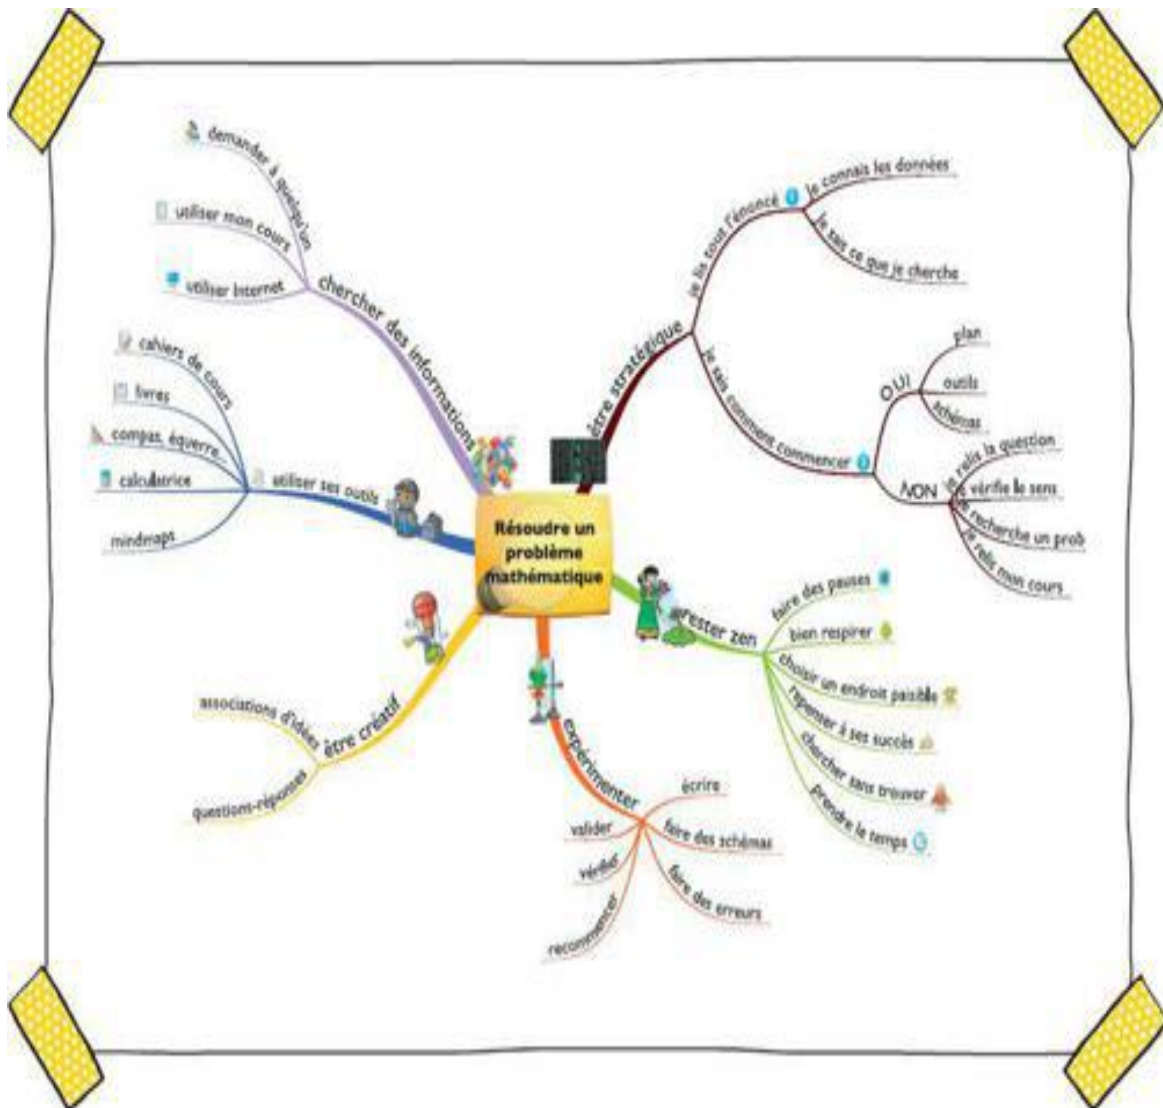 Résoudre un
problème
mathématique
être stratégique
je lis tout l'énoncé
je connais les données
je sais ce que je cherche
je sais comment commencer
OUI
plan
outils
schémas
NON
je relis la question
vérifie le sens
recherche un prob
je relis mon cours
rester zen
faire des pauses
bien respirer
choisir un endroit paisible
repenser à ses succès
chercher sans trouver
prendre le temps
expérimenter
écrire
faire des schémas
faire des erreurs
valider
vérifier
recommencer
être créatif
associations d'idées
questions-réponses
utiliser ses outils
cahiers de cours
livres
compas, équerre...
calculatrice
mindmaps
chercher des informations
demander à quelqu'un
utiliser mon cours
utiliser Internet